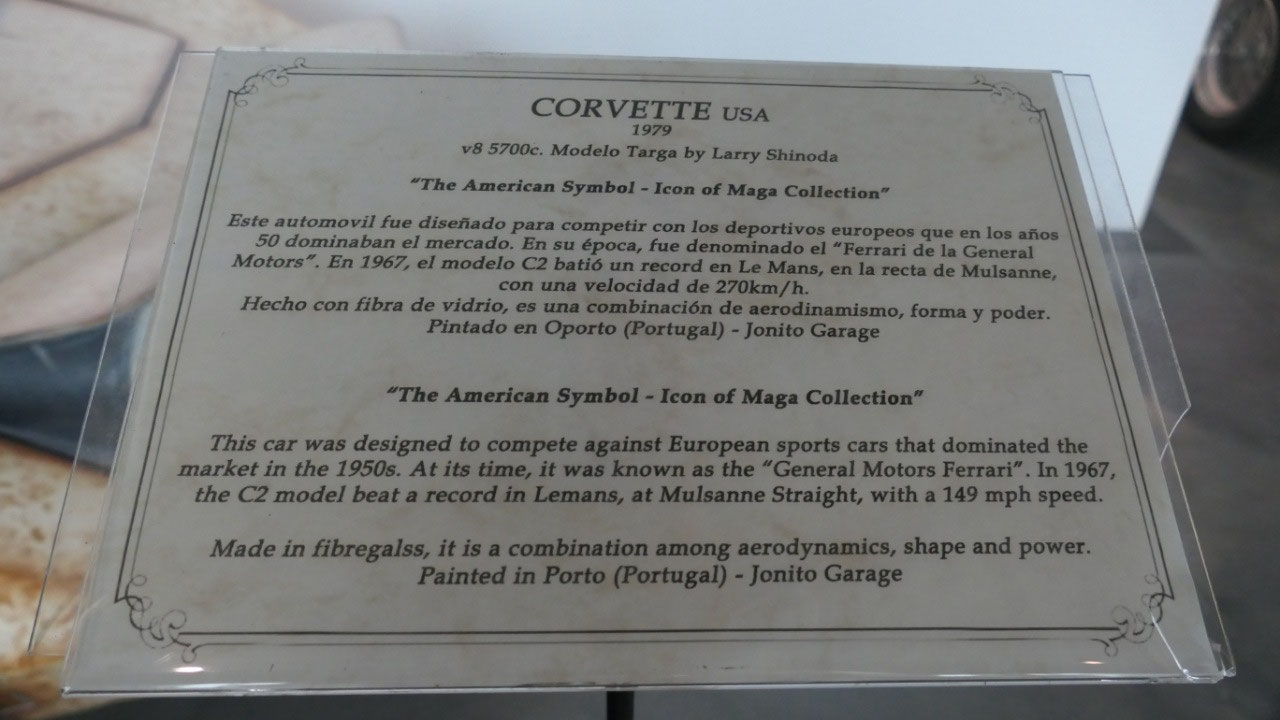 CORVETTE USA
1979
v8 5700c. Modelo Targa by Larry Shinoda
"The American Symbol - Icon of Maga Collection"
Este automovil fue diseñado para competir con los deportivos europeos que en los años
50 dominaban el mercado. En su época, fue denominado el "Ferrari de la General
Motors". En 1967, el modelo C2 batió un record en Le Mans, en la recta de Mulsanne,
con una velocidad de 270km/h.
Hecho con fibra de vidrio, es una combinación de aerodinamismo, forma y poder.
Pintado en Oporto (Portugal) - Jonito Garage
"The American Symbol - Icon of Maga Collection"
This car was designed to compete against European sports cars that dominated the
market in the 1950s. At its time, it was known as the "General Motors Ferrari". In 1967,
the C2 model beat a record in Lemans, at Mulsanne Straight, with a 149 mph speed.
Made in fibregalss, it is a combination among aerodynamics, shape and power.
Painted in Porto (Portugal) - Jonito Garage